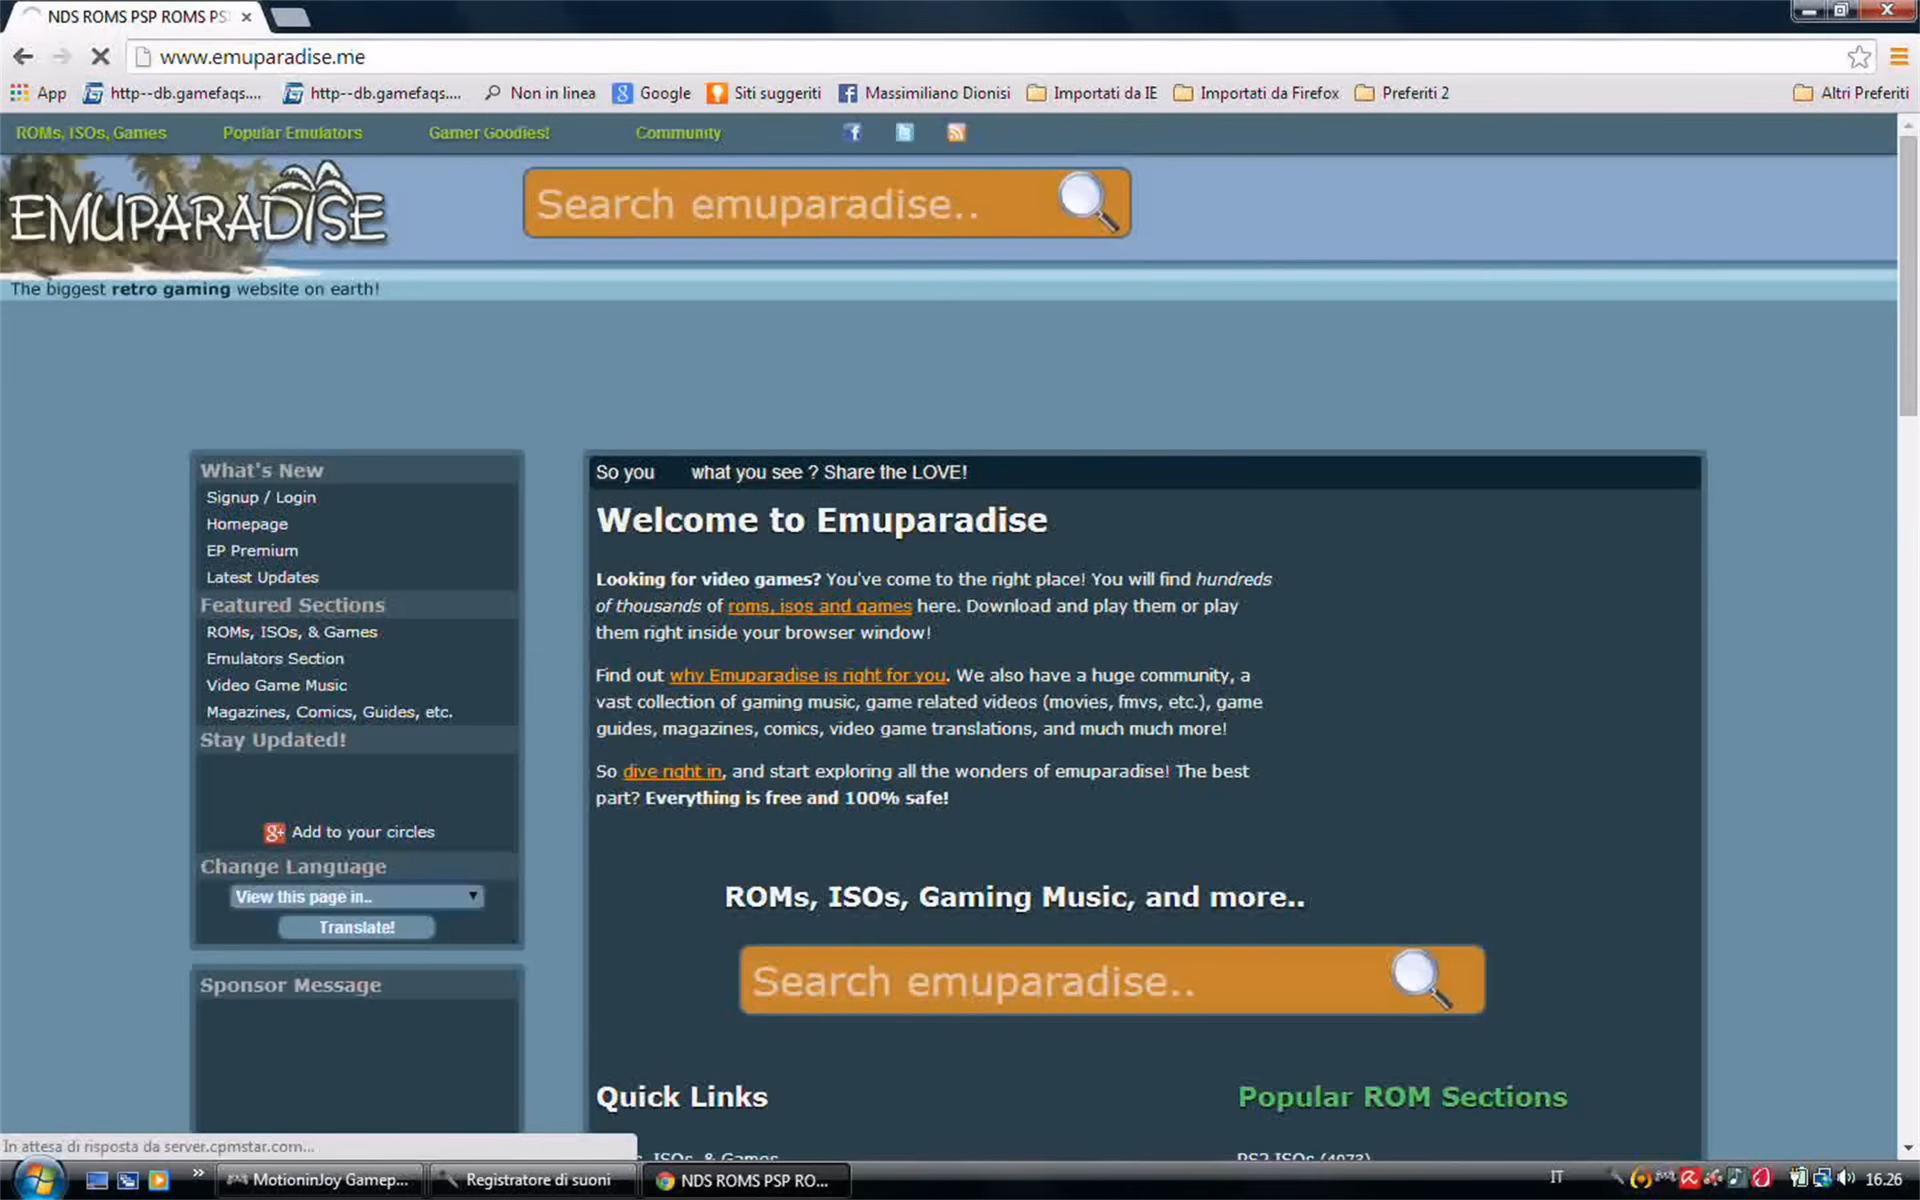 NDS ROMS PSP ROMS PS
www.emuparadise.me
App
http--db.gamefaqs....
http--db.gamefaqs....
Non in linea
Google
Siti suggeriti
Massimiliano Dionisi
Importati da IE
Importati da Firefox
Preferiti 2
Altri Preferiti
ROMs, ISOs, Games
Popular Emulators
Gamer Goodies!
Community
EMUPARADISE
Search emuparadise..
The biggest retro gaming website on earth!
What's New
Signup / Login
Homepage
EP Premium
Latest Updates
Featured Sections
ROMs, ISOs, & Games
Emulators Section
Video Game Music
Magazines, Comics, Guides, etc.
Stay Updated!
Add to your circles
Change Language
View this page in..
Translate!
Sponsor Message
So you what you see ? Share the LOVE!
Welcome to Emuparadise
Looking for video games? You've come to the right place! You will find hundreds
of thousands of roms, isos and games here. Download and play them or play
them right inside your browser window!
Find out why Emuparadise is right for you. We also have a huge community, a
vast collection of gaming music, game related videos (movies, fmvs, etc.), game
guides, magazines, comics, video game translations, and much much more!
So dive right in, and start exploring all the wonders of emuparadise! The best
part? Everything is free and 100% safe!
ROMs, ISOs, Gaming Music, and more..
Search emuparadise..
Quick Links
Popular ROM Sections
ISOs, & Games
PS2 ISOs (4073)
In attesa di risposta da server.cpmstar.com...
MotioninJoy Gamep...
Registratore di suoni
NDS ROMS PSP RO...
IT
16.26